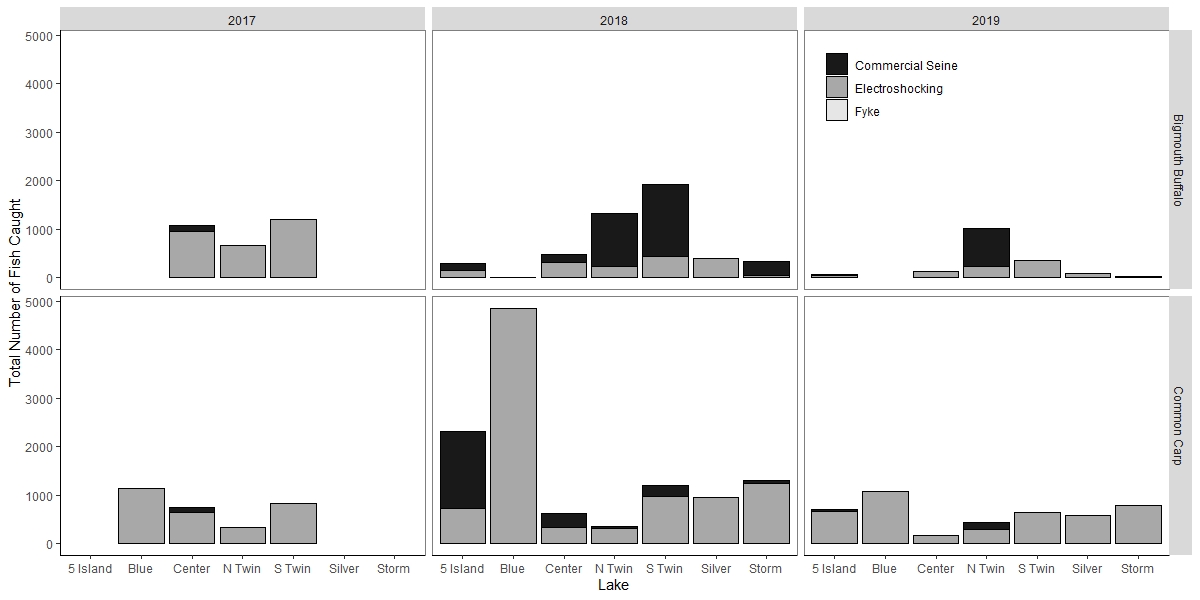 2017 2018 2019
5000
4000
3000
2000
1000
0
Commercial Seine
Electroshocking
Fyke
Bigmouth Buffalo
Total Number of Fish Caught
5000
4000
3000
2000
1000
0
Common Carp
5 Island Blue Center N Twin S Twin Silver Storm 5 Island Blue Center N Twin S Twin Silver Storm 5 Island Blue Center N Twin S Twin Silver Storm
Lake